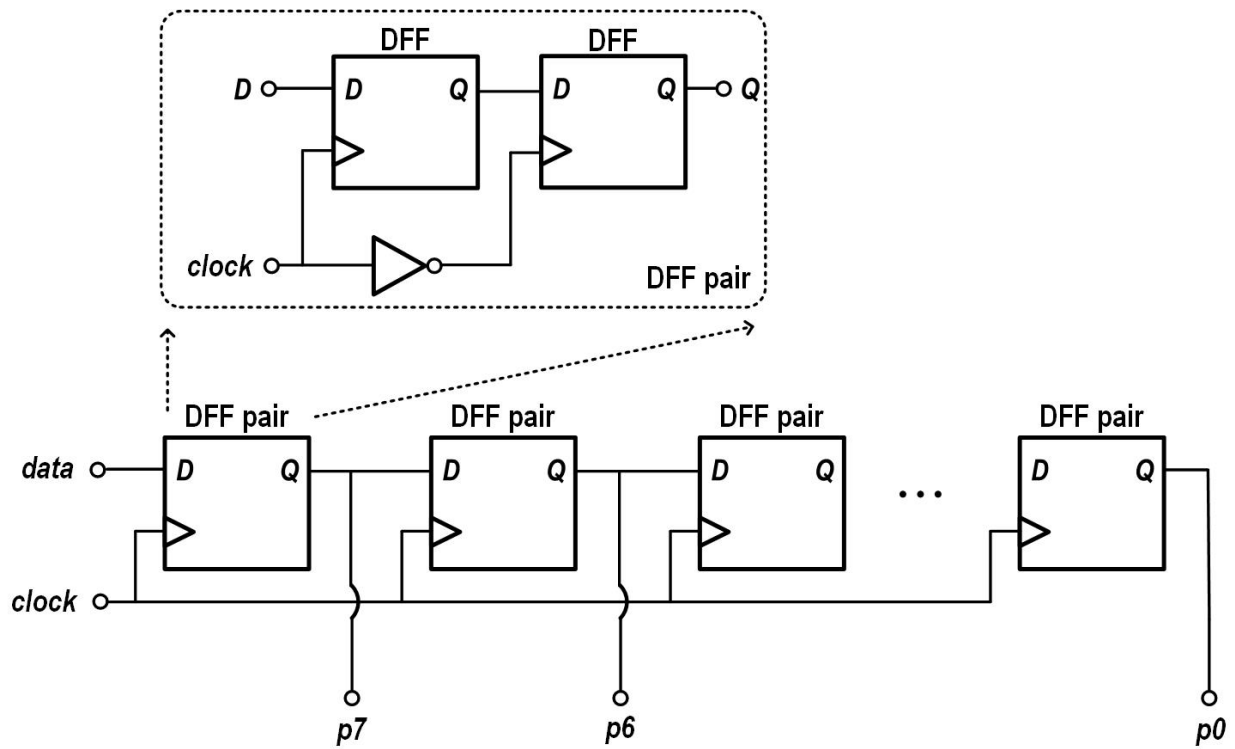 DFF DFF
D D Q D Q Q
clock
DFF pair
DFF pair DFF pair DFF pair DFF pair
data D Q D Q D Q ... D Q
clock
p7 p6 p0